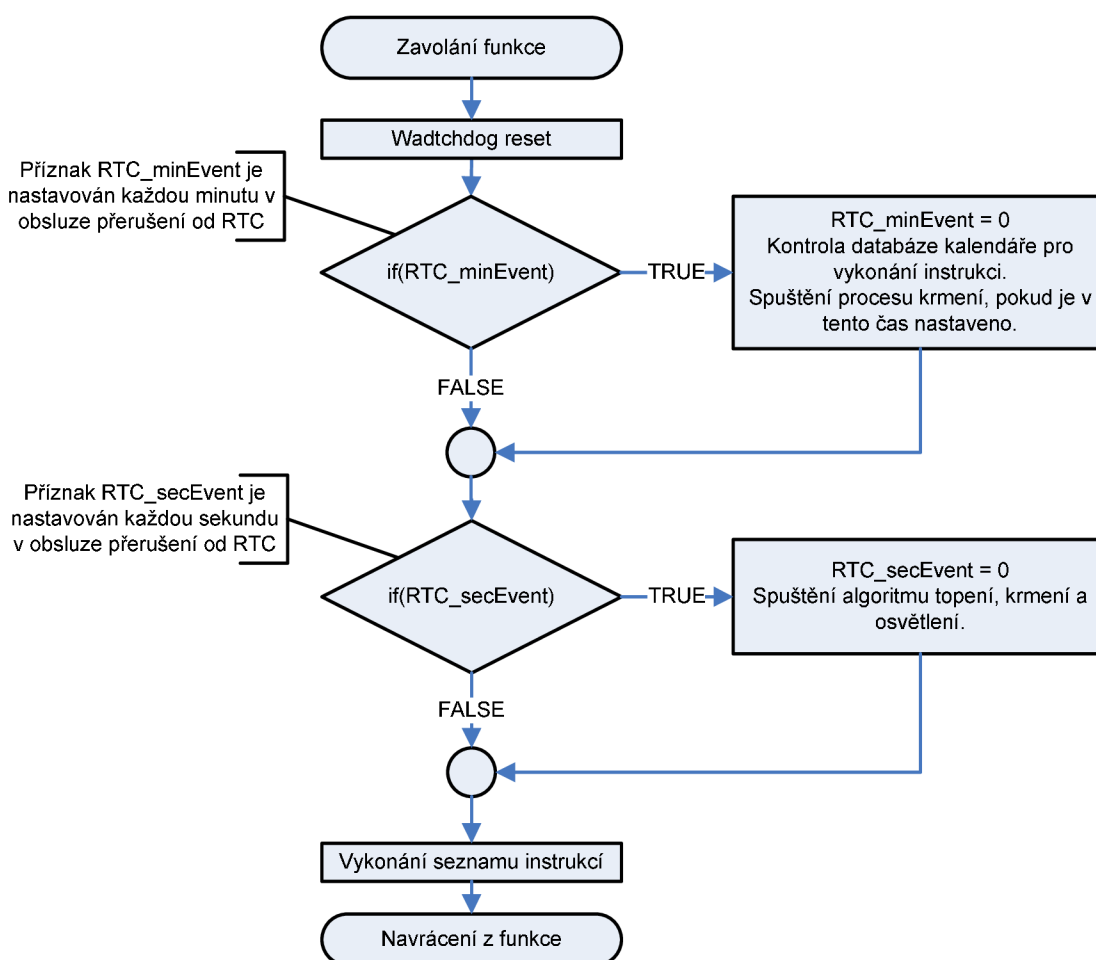 Zavolání funkce
Wadtchdog reset
Příznak RTC_minEvent je
nastavován každou minutu v
obsluze přerušení od RTC
if(RTC_minEvent)
TRUE
RTC_minEvent = 0
Kontrola databáze kalendáře pro
vykonání instrukci.
Spuštění procesu krmení, pokud je v
tento čas nastaveno.
FALSE
Příznak RTC_secEvent je
nastavován každou sekundu
v obsluze přerušení od RTC
if(RTC_secEvent)
TRUE
RTC_secEvent = 0
Spuštění algoritmu topení, krmení a
osvětlení.
FALSE
Vykonání seznamu instrukcí
Navrácení z funkce